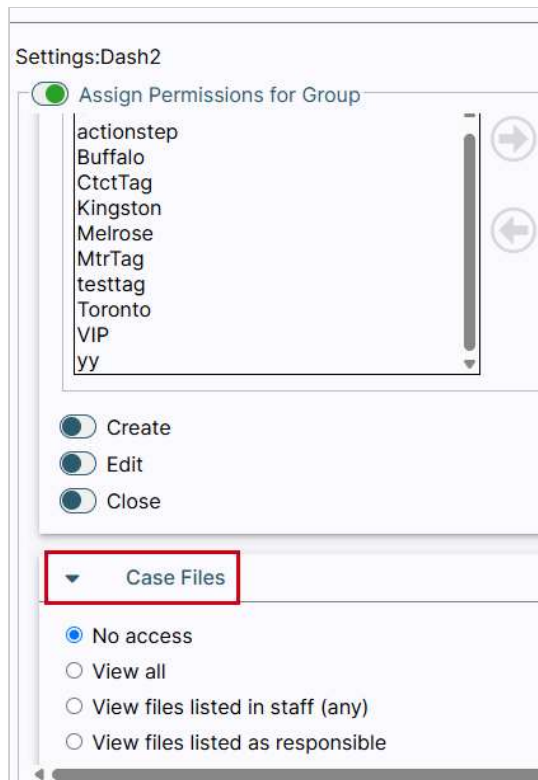 Settings:Dash2
Assign Permissions for Group
actionstep
Buffalo
CtctTag
Kingston
Melrose
MtrTag
testtag
Toronto
VIP
yy
Create
Edit
Close
Case Files
No access
View all
View files listed in staff (any)
View files listed as responsible